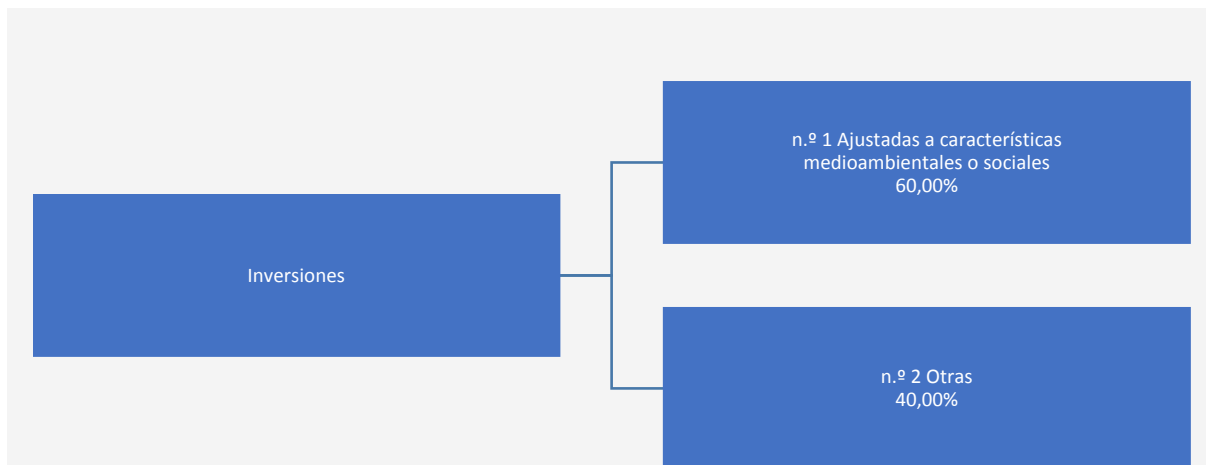 n.º 1 Ajustadas a características
medioambientales o sociales
60,00%
Inversiones
n.º 2 Otras
40,00%